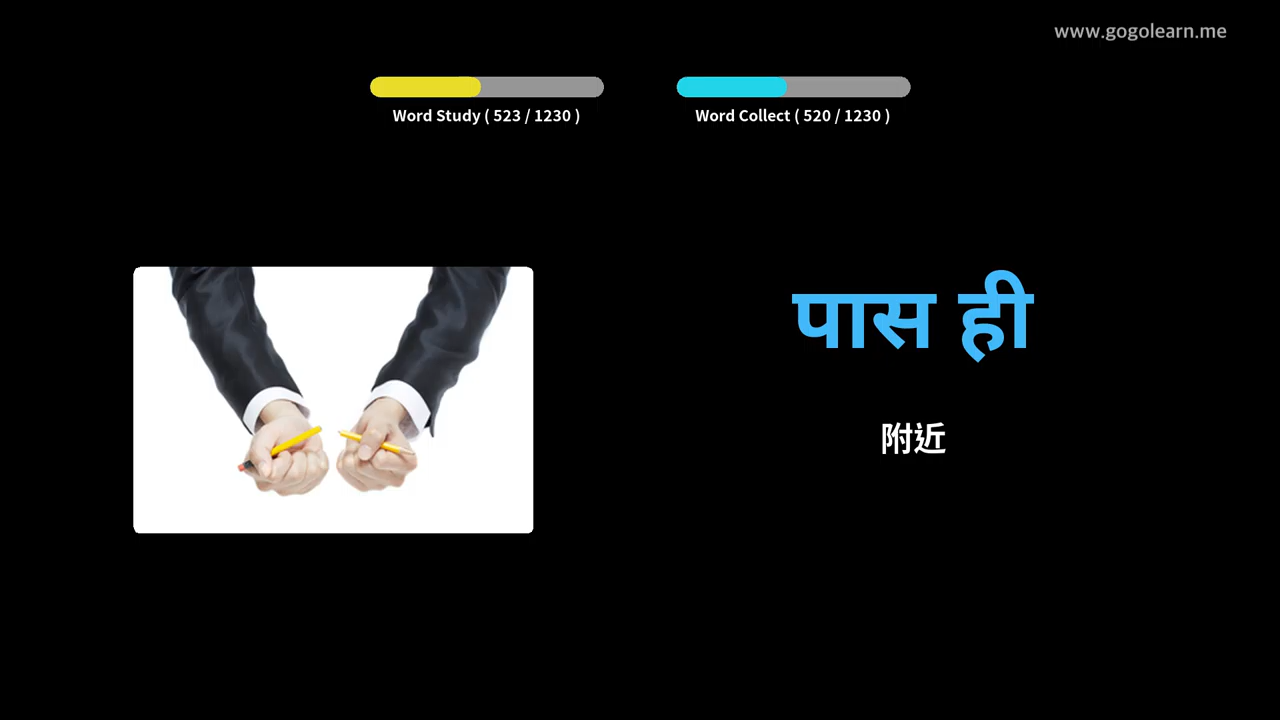 www.gogolearn.me
Word Study ( 523 / 1230 )
Word Collect ( 520 / 1230 )
पास ही
附近